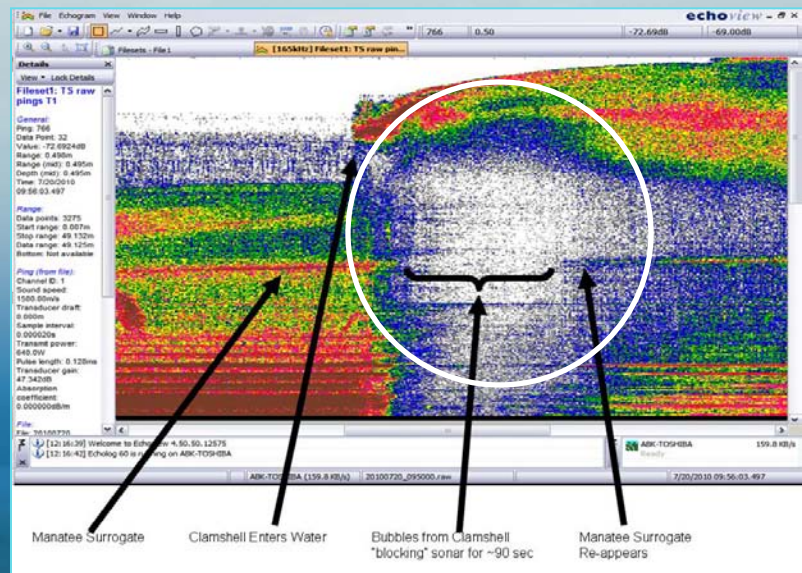 File Echogram View Window Help
echoview
766 0.50 -72.69dB -69.00dB
Filesets - File1
[165kHz] Fileset1: TS raw pin...
Details
View Lock Details
Fileset1: TS raw
pings T1
General:
Ping: 766
Data Point: 32
Value: -72.6924dB
Range: 0.498m
Range (mid): 0.495m
Depth (mid): 0.495m
Time: 7/20/2010
09:56:03.497
Range:
Data points: 3275
Start range: 0.007m
Stop range: 49.132m
Data range: 49.125m
Bottom: Not available
Ping (from file):
Channel ID: 1
Sound speed:
1500.00m/s
Transducer draft:
0.000m
Sample interval:
0.000020s
Transmit power:
640.0W
Pulse length: 0.128ms
Transducer gain:
47.342dB
Absorption
coefficient:
0.000000dB/m
File:
File: 20100720
[12:16:39] Welcome to Echoview 4.50.50.12575
[12:16:42] Echolog 60 is running on ABK-TOSHIBA
ABK-TOSHIBA 159.8 KB/s
Ready
ABK-TOSHIBA (159.8 KB/s) 20100720_095000.raw 7/20/2010 09:56:03.497
Manatee Surrogate
Clamshell Enters Water
Bubbles from Clamshell
"blocking" sonar for ~90 sec
Manatee Surrogate
Re-appears